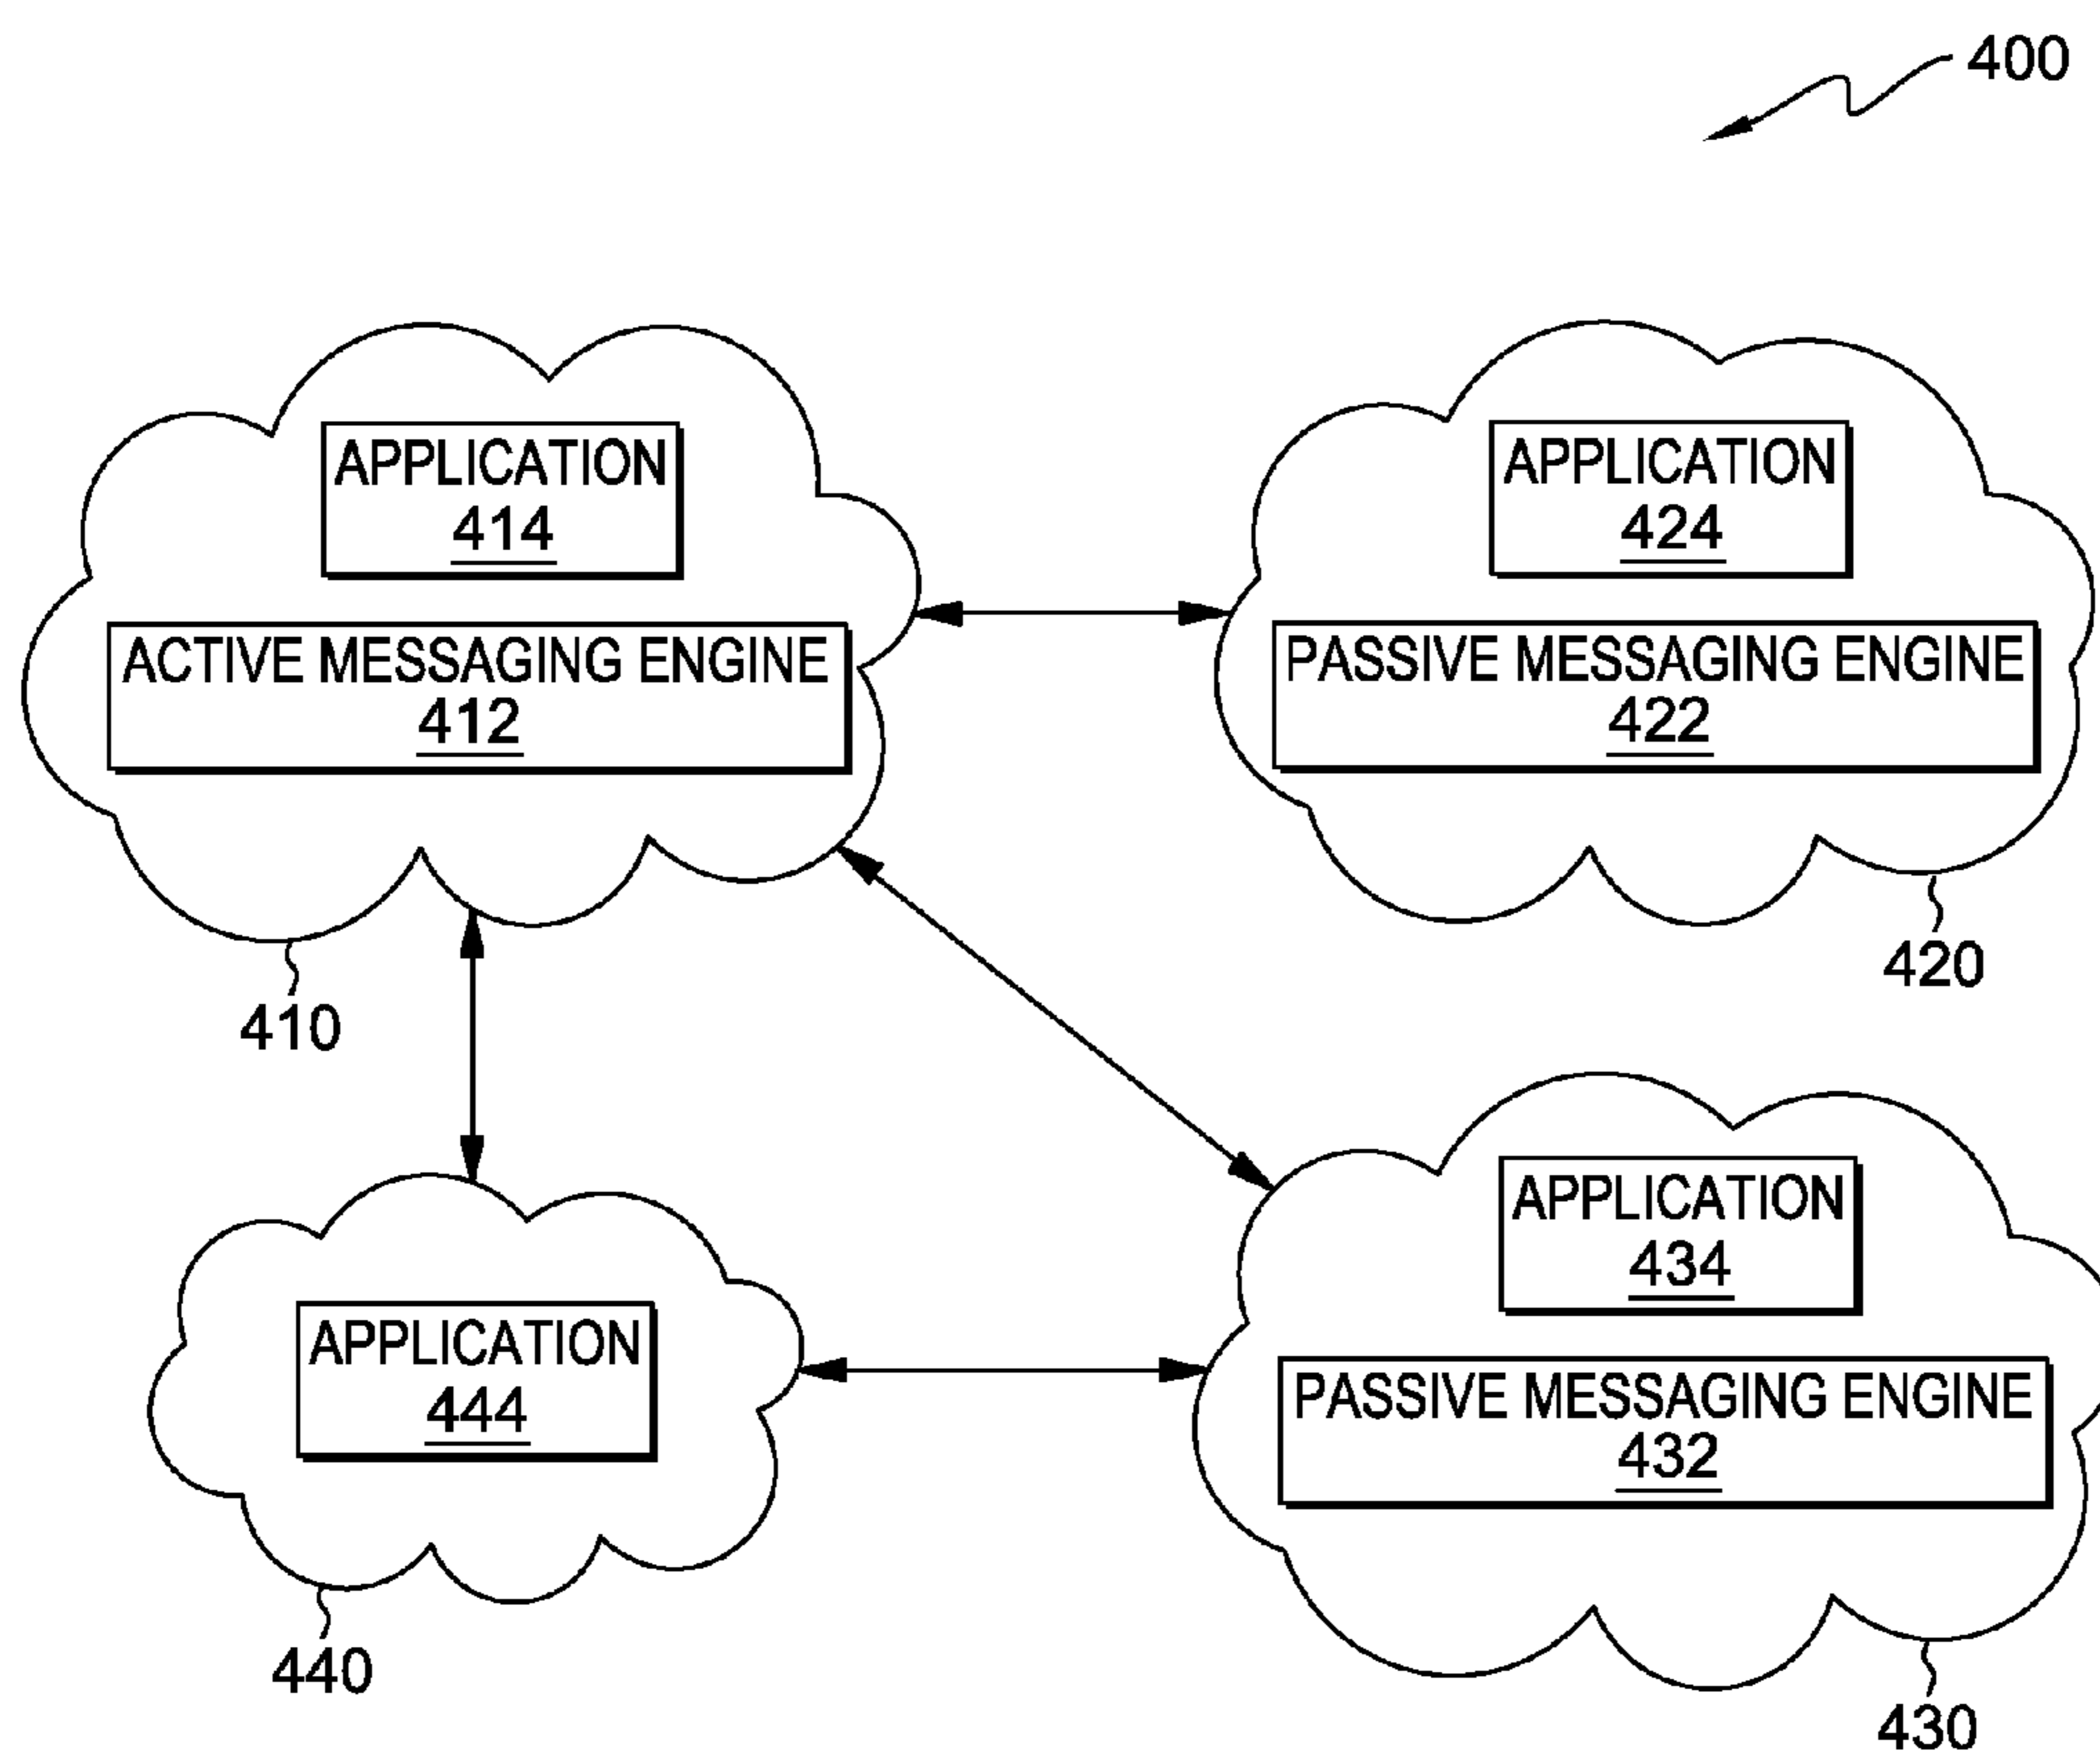 400
APPLICATION
414
ACTIVE MESSAGING ENGINE
412
410
APPLICATION
424
PASSIVE MESSAGING ENGINE
422
420
APPLICATION
444
440
APPLICATION
434
PASSIVE MESSAGING ENGINE
432
430